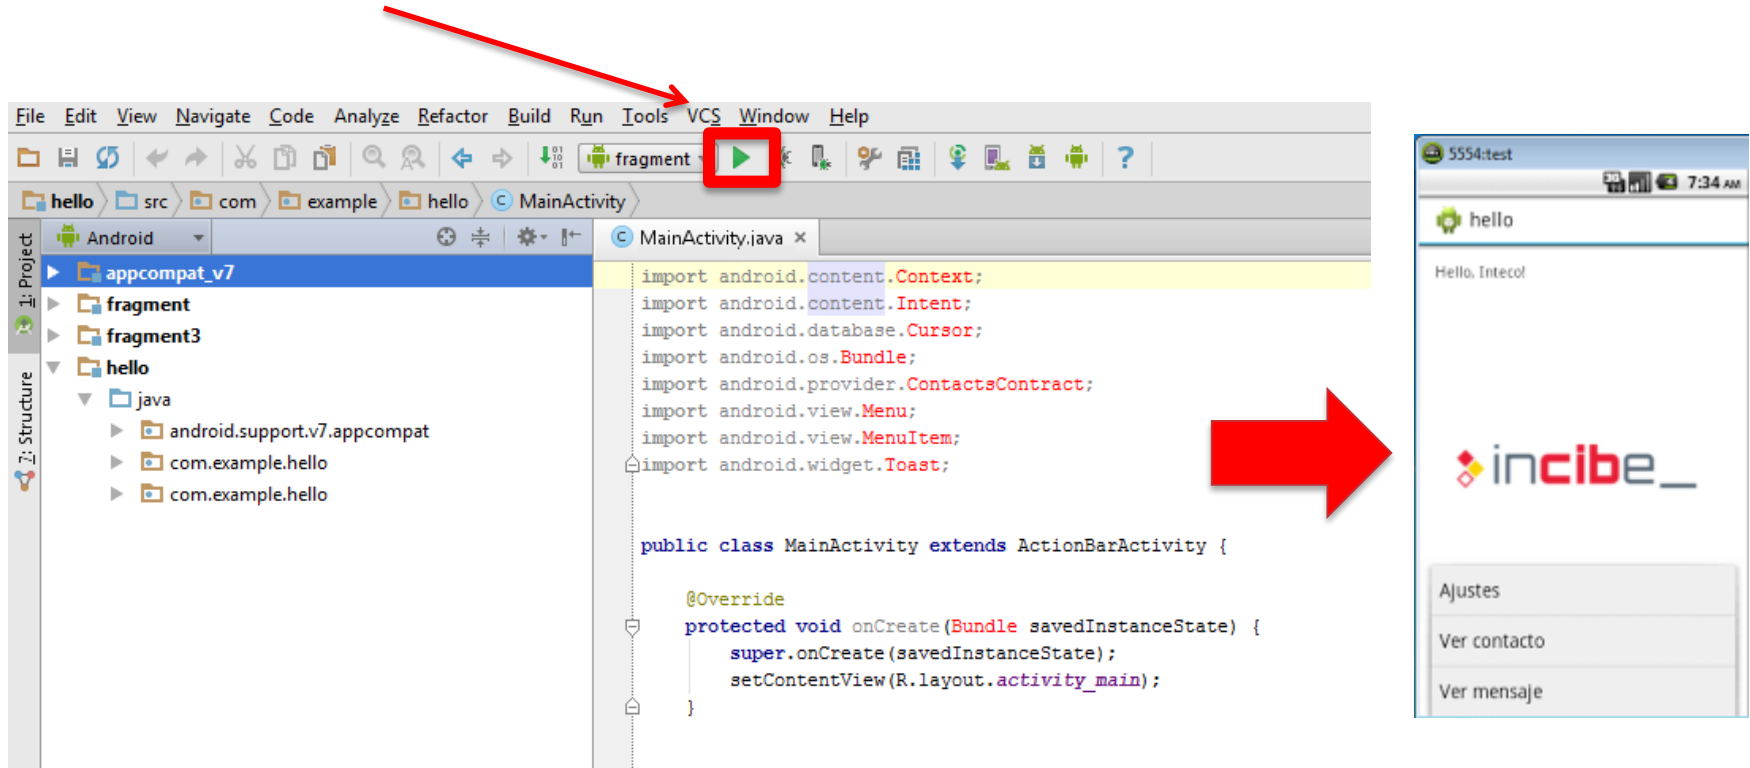 File Edit View Navigate Code Analyze Refactor Build Run Tools VCS Window Help
fragment
hello src com example hello MainActivity
1: Project
7: Structure
Android
appcompat_v7
fragment
fragment3
hello
java
android.support.v7.appcompat
com.example.hello
com.example.hello
MainActivity.java
import android.content.Context;
import android.content.Intent;
import android.database.Cursor;
import android.os.Bundle;
import android.provider.ContactsContract;
import android.view.Menu;
import android.view.MenuItem;
import android.widget.Toast;
public class MainActivity extends ActionBarActivity {
@Override
protected void onCreate(Bundle savedInstanceState) {
super.onCreate(savedInstanceState);
setContentView(R.layout.activity_main);
}
5554:test
7:34 AM
hello
Hello, Inteco!
incibe_
Ajustes
Ver contacto
Ver mensaje